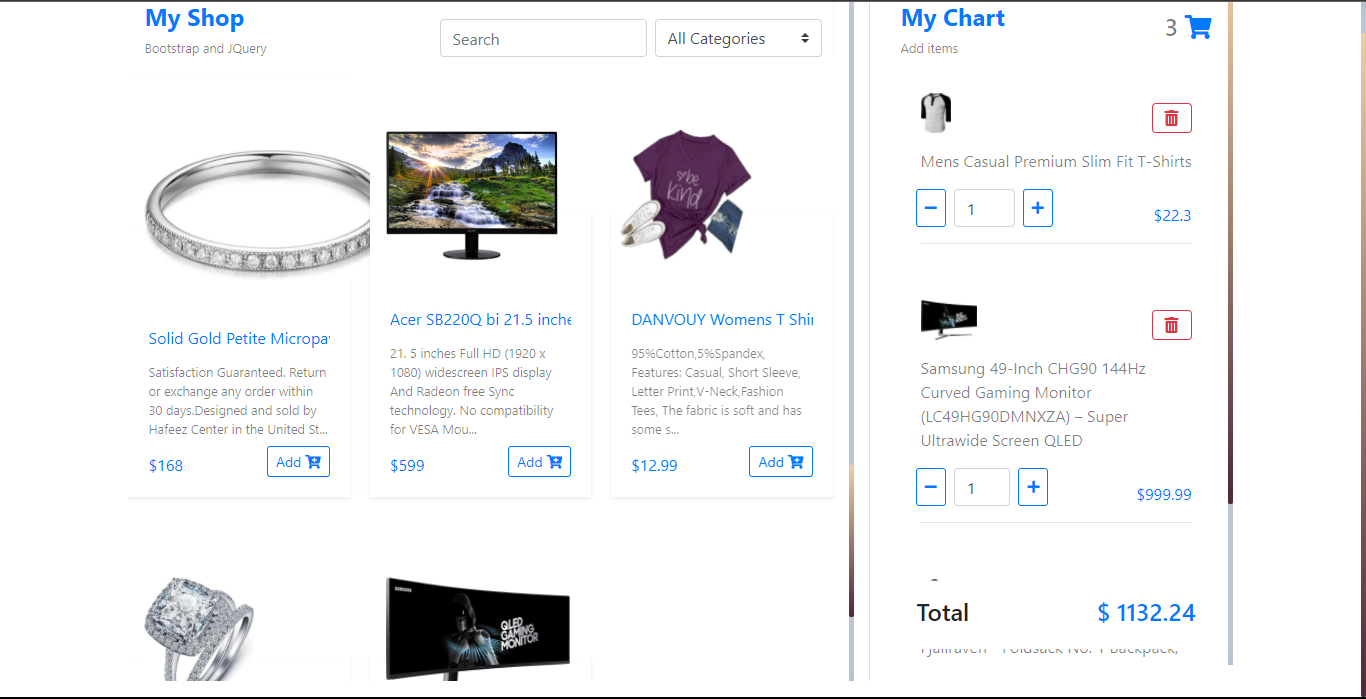 My Shop
Bootstrap and JQuery
Search
All Categories
Solid Gold Petite Micropa
Satisfaction Guaranteed. Return
or exchange any order within
30 days.Designed and sold by
Hafeez Center in the United St...
$168
Add
Acer SB220Q bi 21.5 inche
21. 5 inches Full HD (1920 x
1080) widescreen IPS display
And Radeon free Sync
technology. No compatibility
for VESA Mou...
$599
Add
be
kind
DANVOUY Womens T Shir
95%Cotton,5%Spandex,
Features: Casual, Short Sleeve,
Letter Print,V-Neck,Fashion
Tees, The fabric is soft and has
some s...
$12.99
Add
SAMSUNG
QLED
GAMING
MONITOR
My Chart
Add items
3
Mens Casual Premium Slim Fit T-Shirts
1
$22.3
Samsung 49-Inch CHG90 144Hz
Curved Gaming Monitor
(LC49HG90DMNXZA) – Super
Ultrawide Screen QLED
1
$999.99
Total
$ 1132.24
Fjallraven - Foldsack No. 1 Backpack,